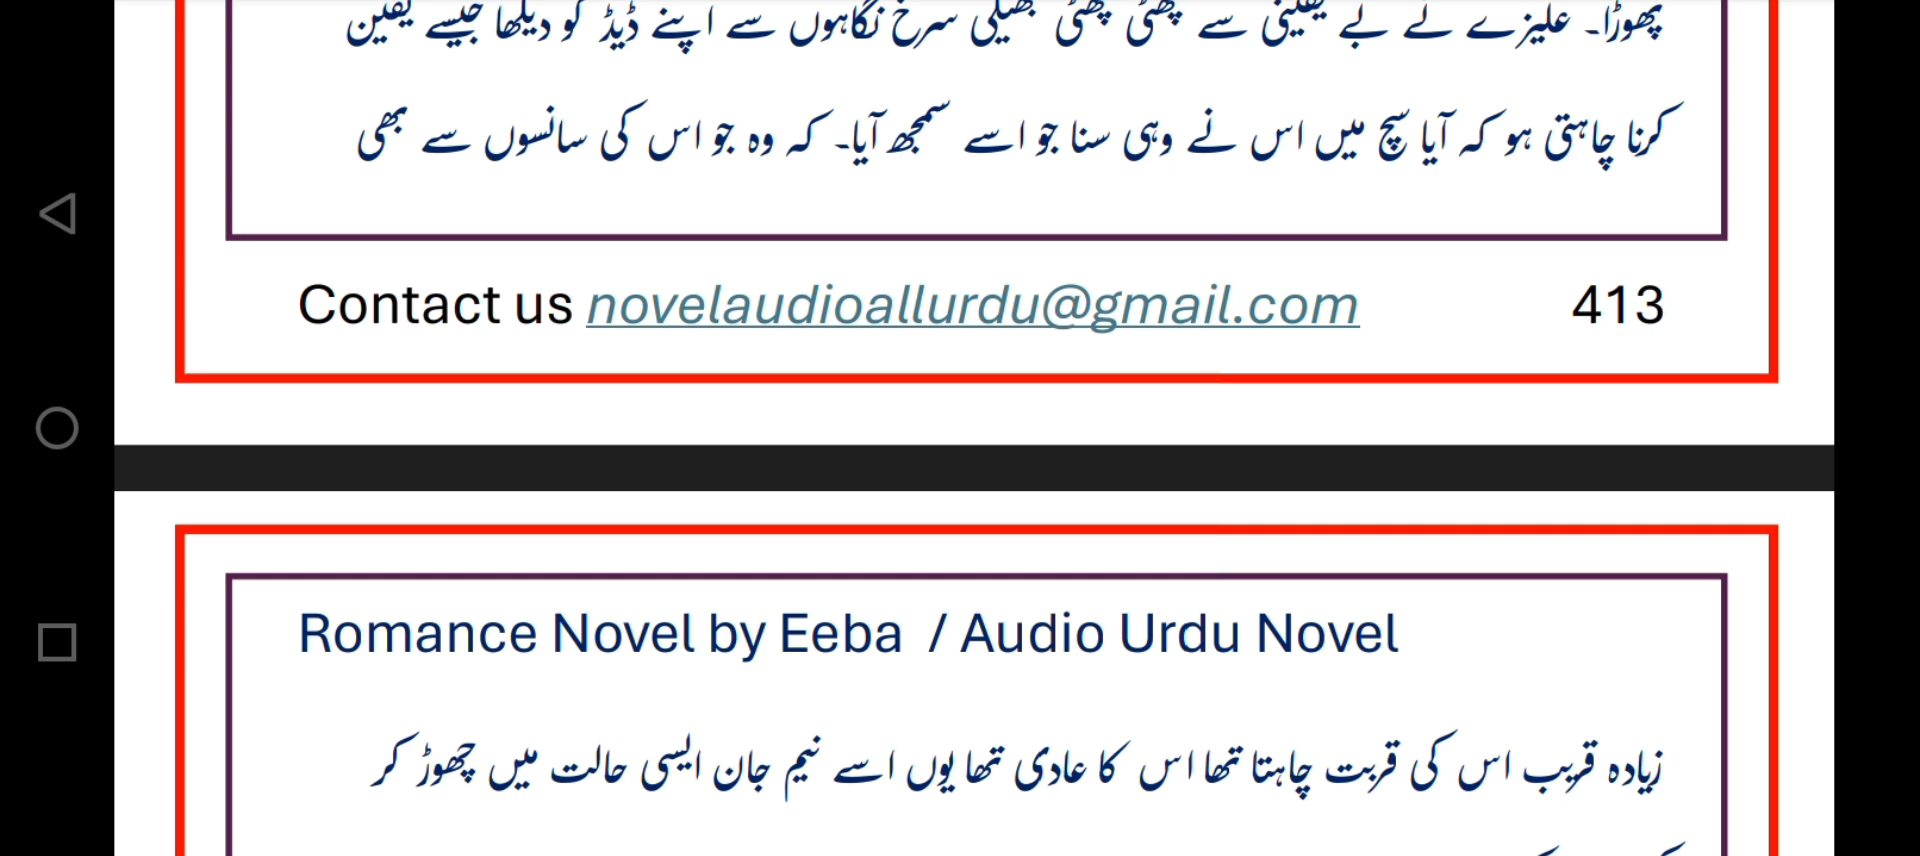 پھوڑا۔ علیزے نے بے یقینی سے پھٹی پھٹی بھیگی سرخ نگاہوں سے اپنے ڈیڈ کو دیکھا جیسے یقین
کرنا چاہتی ہو کہ آیا سچ میں اس نے وہی سنا جو اسے سمجھ آیا۔ کہ وہ جو اس کی سانسوں سے بھی
Contact us novelaudioallurdu@gmail.com 413
Romance Novel by Eeba / Audio Urdu Novel
زیادہ قریب اس کی قربت چاہتا تھا اس کا عادی تھا یوں اسے نیم جان ایسی حالت میں چھوڑ کر